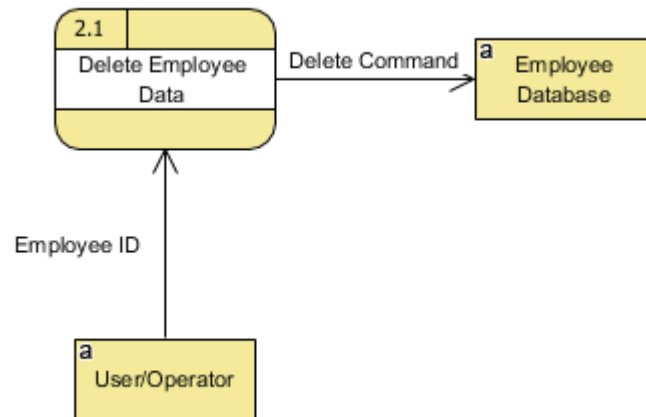 2.1
Delete Employee
Data
Delete Command
a
Employee
Database
Employee ID
a
User/Operator